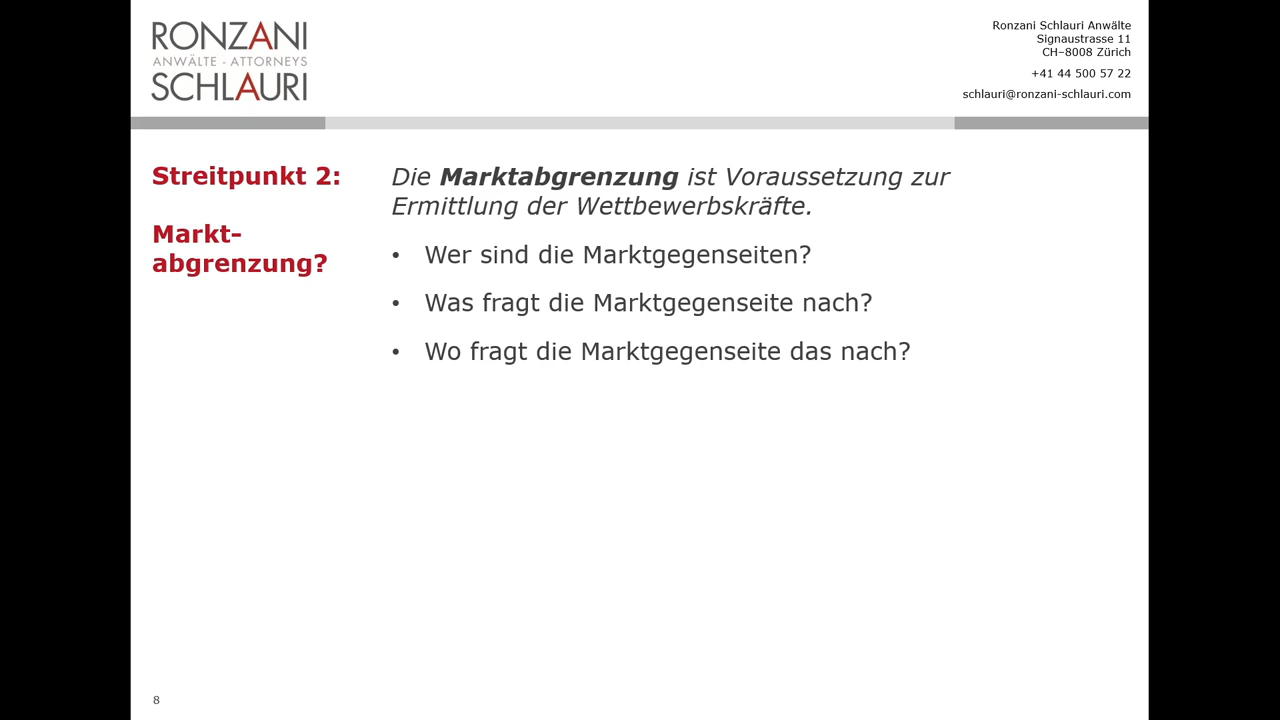 RONZANI
ANWÄLTE - ATTORNEYS
SCHLAURI
Ronzani Schlauri Anwälte
Signaustrasse 11
CH–8008 Zürich
+41 44 500 57 22
schlauri@ronzani-schlauri.com
Streitpunkt 2:
Markt-
abgrenzung?
Die Marktabgrenzung ist Voraussetzung zur
Ermittlung der Wettbewerbskräfte.
• Wer sind die Marktgegenseiten?
• Was fragt die Marktgegenseite nach?
• Wo fragt die Marktgegenseite das nach?
8